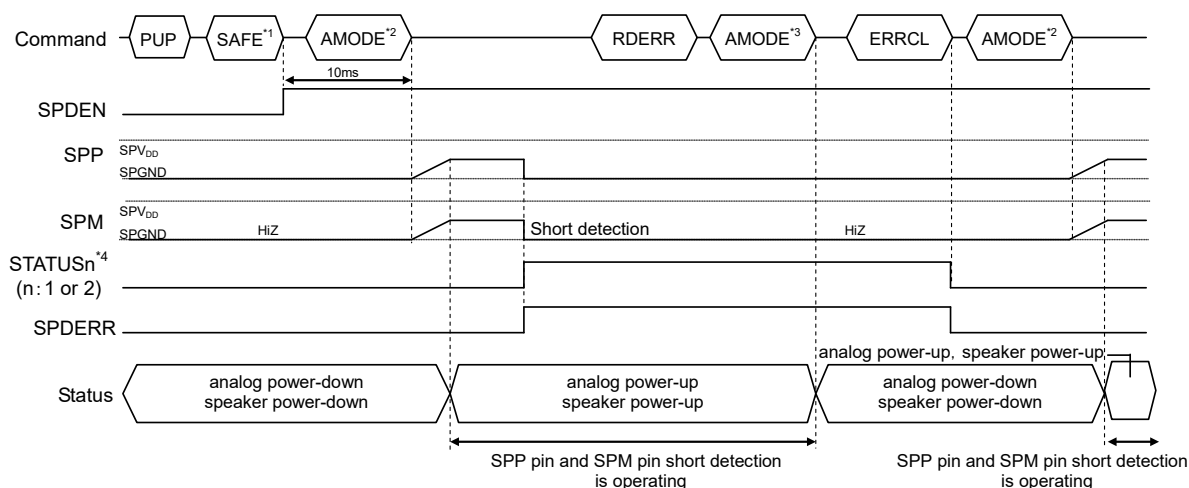 Command PUP SAFE*1 AMODE*2 RDERR AMODE*3 ERRCL AMODE*2
10ms
SPDEN
SPVDD
SPP
SPGND
SPVDD
SPM
SPGND HiZ Short detection HiZ
STATUSn*4
(n:1 or 2)
SPDERR
analog power-up, speaker power-up
Status
analog power-down analog power-up analog power-down
speaker power-down speaker power-up speaker power-down
SPP pin and SPM pin short detection SPP pin and SPM pin short detection
is operating is operating